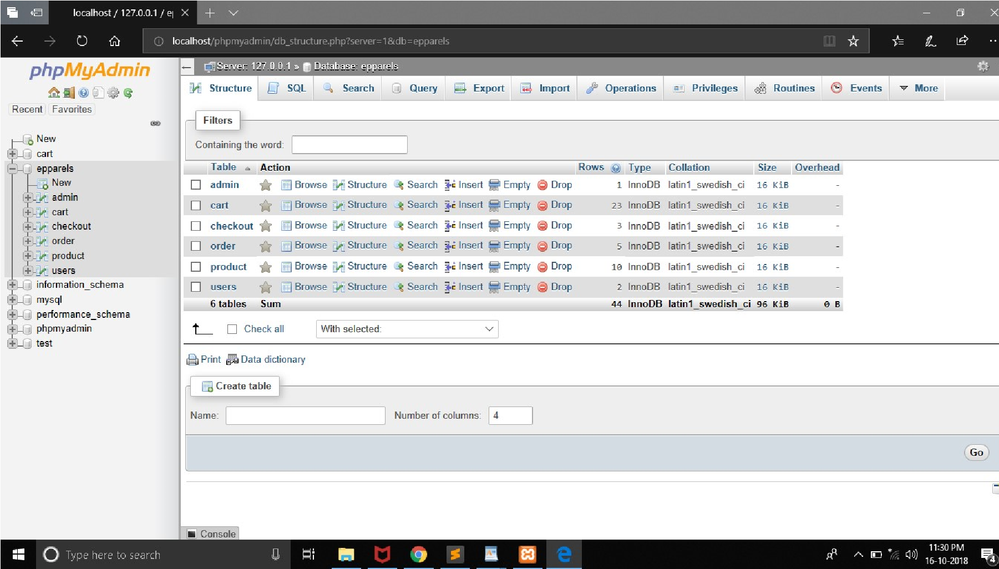 localhost / 127.0.0.1 / e
localhost/phpmyadmin/db_structure.php?server=1&db=epparels
phpMyAdmin
Recent Favorites
New
cart
epparels
New
admin
cart
checkout
order
product
users
information_schema
mysql
performance_schema
phpmyadmin
test
Server: 127.0.0.1 » Database: epparels
Structure SQL Search Query Export Import Operations Privileges Routines Events More
Filters
Containing the word:
Table Action Rows Type Collation Size Overhead
admin Browse Structure Search Insert Empty Drop 1 InnoDB latin1_swedish_ci 16 KiB -
cart Browse Structure Search Insert Empty Drop 23 InnoDB latin1_swedish_ci 16 KiB -
checkout Browse Structure Search Insert Empty Drop 3 InnoDB latin1_swedish_ci 16 KiB -
order Browse Structure Search Insert Empty Drop 5 InnoDB latin1_swedish_ci 16 KiB -
product Browse Structure Search Insert Empty Drop 10 InnoDB latin1_swedish_ci 16 KiB -
users Browse Structure Search Insert Empty Drop 2 InnoDB latin1_swedish_ci 16 KiB -
6 tables Sum 44 InnoDB latin1_swedish_ci 96 KiB 0 B
Check all With selected:
Print Data dictionary
Create table
Name: Number of columns: 4
Go
Console
Type here to search
11:30 PM
16-10-2018
4